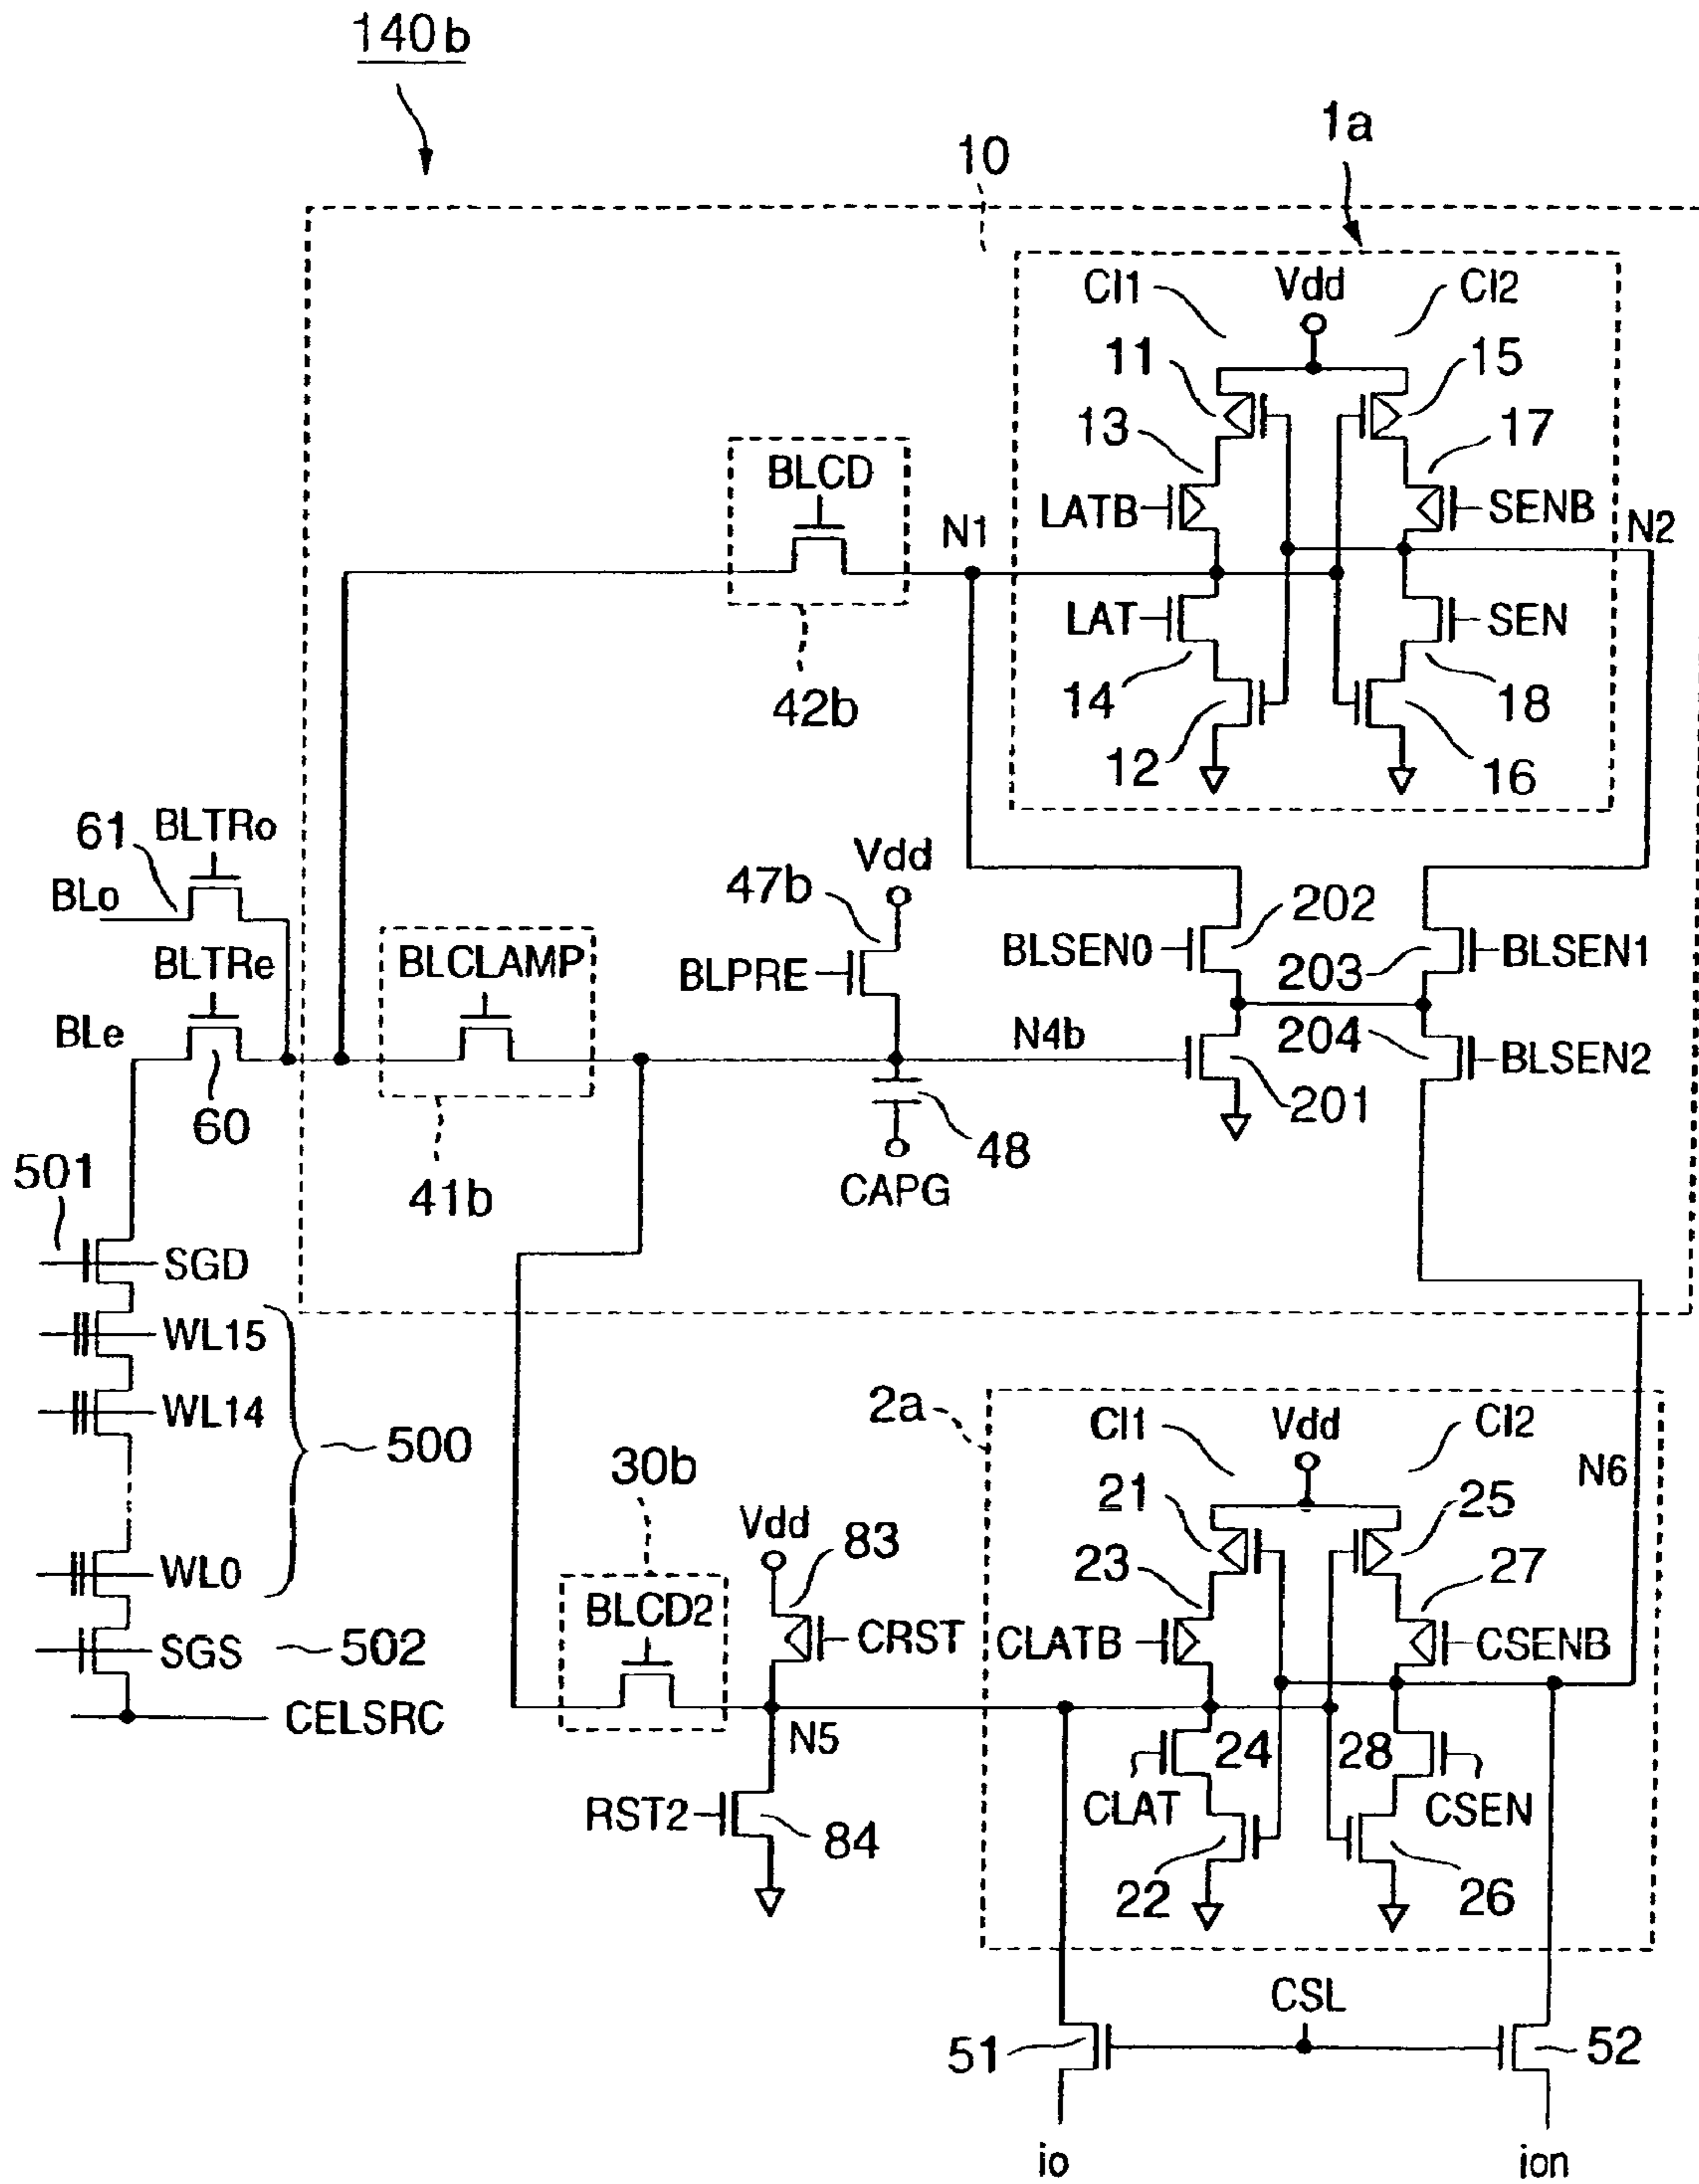 140b
10
1a
CI1
Vdd
CI2
11
15
13
17
BLCD
LATB
SENB
N1
N2
LAT
SEN
42b
14
18
12
16
61
BLTRo
BLo
Vdd
47b
202
BLTRe
BLCLAMP
BLPRE
BLSEN0
203
BLSEN1
BLe
N4b
204
BLSEN2
60
201
48
41b
CAPG
501
SGD
WL15
WL14
500
WL0
SGS
502
CELSRC
2a
CI1
Vdd
CI2
N6
30b
21
25
Vdd
83
23
27
BLCD2
CRST
CLATB
CSENB
N5
24
28
RST2
84
CLAT
CSEN
22
26
CSL
51
52
io
ion